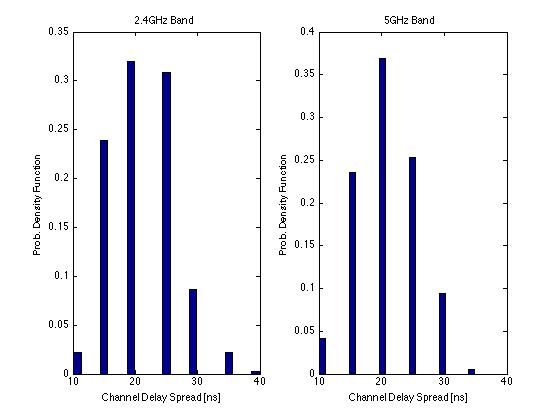 2.4GHz Band
0.35
0.3
0.25
0.2
0.15
0.1
0.05
0
Prob. Density Function
10 20 30 40
Channel Delay Spread [ns]
5GHz Band
0.4
0.35
0.3
0.25
0.2
0.15
0.1
0.05
0
Prob. Density Function
10 20 30 40
Channel Delay Spread [ns]